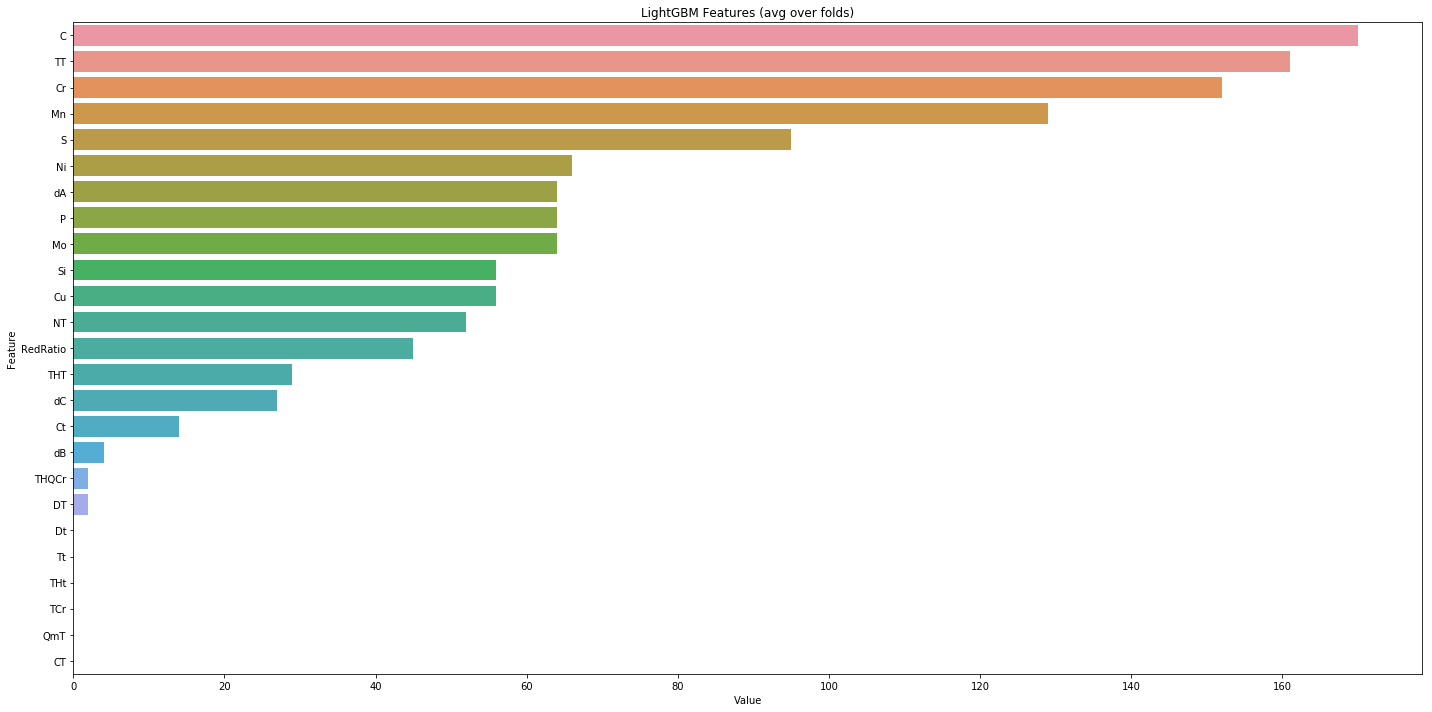 LightGBM Features (avg over folds)
Feature
C
TT
Cr
Mn
S
Ni
dA
P
Mo
Si
Cu
NT
RedRatio
THT
dC
Ct
dB
THQCr
DT
Dt
Tt
THt
TCr
QmT
CT
0 20 40 60 80 100 120 140 160
Value